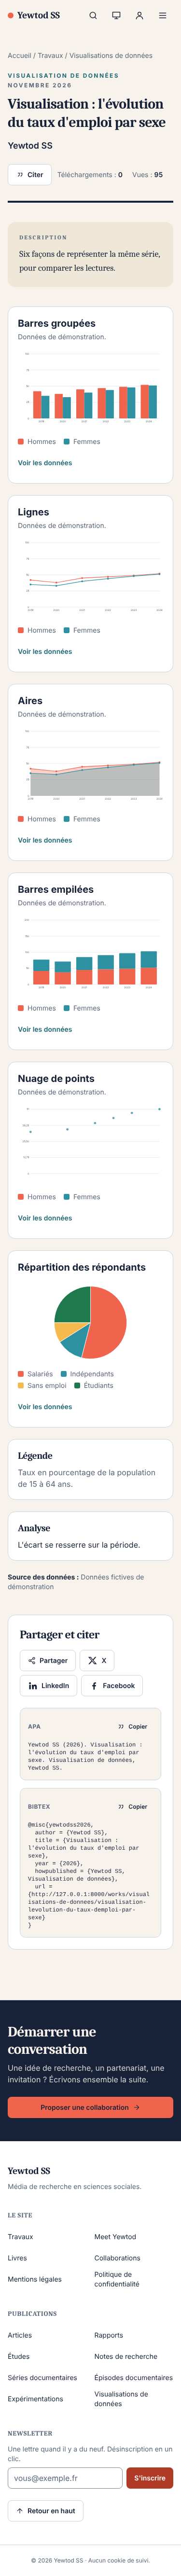 Yewtod SS
Accueil / Travaux / Visualisations de données
VISUALISATION DE DONNÉES
NOVEMBRE 2026
Visualisation : l'évolution
du taux d'emploi par sexe
Yewtod SS
Citer
Téléchargements : 0
Vues : 95
DESCRIPTION
Six façons de représenter la même série,
pour comparer les lectures.
Barres groupées
Données de démonstration.
Hommes
Femmes
Voir les données
Lignes
Données de démonstration.
Hommes
Femmes
Voir les données
Aires
Données de démonstration.
Hommes
Femmes
Voir les données
Barres empilées
Données de démonstration.
Hommes
Femmes
Voir les données
Nuage de points
Données de démonstration.
Hommes
Femmes
Voir les données
Répartition des répondants
Salariés
Indépendants
Sans emploi
Étudiants
Voir les données
Légende
Taux en pourcentage de la population
de 15 à 64 ans.
Analyse
L'écart se resserre sur la période.
Source des données : Données fictives de
démonstration
Partager et citer
Partager
X
LinkedIn
Facebook
APA
Copier
Yewtod SS (2026). Visualisation :
l'évolution du taux d'emploi par
sexe. Visualisation de données,
Yewtod SS.
BIBTEX
Copier
@misc{yewtodss2026,
author = {Yewtod SS},
title = {Visualisation :
l'évolution du taux d'emploi par
sexe},
year = {2026},
howpublished = {Yewtod SS,
Visualisation de données},
url =
{http://127.0.0.1:8000/works/visual
isations-de-donnees/visualisation-
levolution-du-taux-demploi-par-
sexe}
}
Démarrer une
conversation
Une idée de recherche, un partenariat, une
invitation ? Écrivons ensemble la suite.
Proposer une collaboration →
Yewtod SS
Média de recherche en sciences sociales.
LE SITE
Travaux
Meet Yewtod
Livres
Collaborations
Mentions légales
Politique de
confidentialité
PUBLICATIONS
Articles
Rapports
Études
Notes de recherche
Séries documentaires
Épisodes documentaires
Expérimentations
Visualisations de
données
NEWSLETTER
Une lettre quand il y a du neuf. Désinscription en un
clic.
vous@exemple.fr
S'inscrire
↑ Retour en haut
© 2026 Yewtod SS · Aucun cookie de suivi.